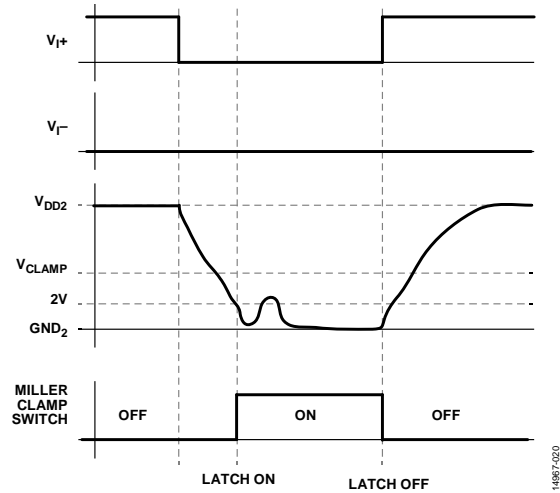 VI+
VI–
VDD2
VCLAMP
2V
GND2
MILLER
CLAMP
SWITCH
OFF
ON
OFF
LATCH ON
LATCH OFF
14967-020